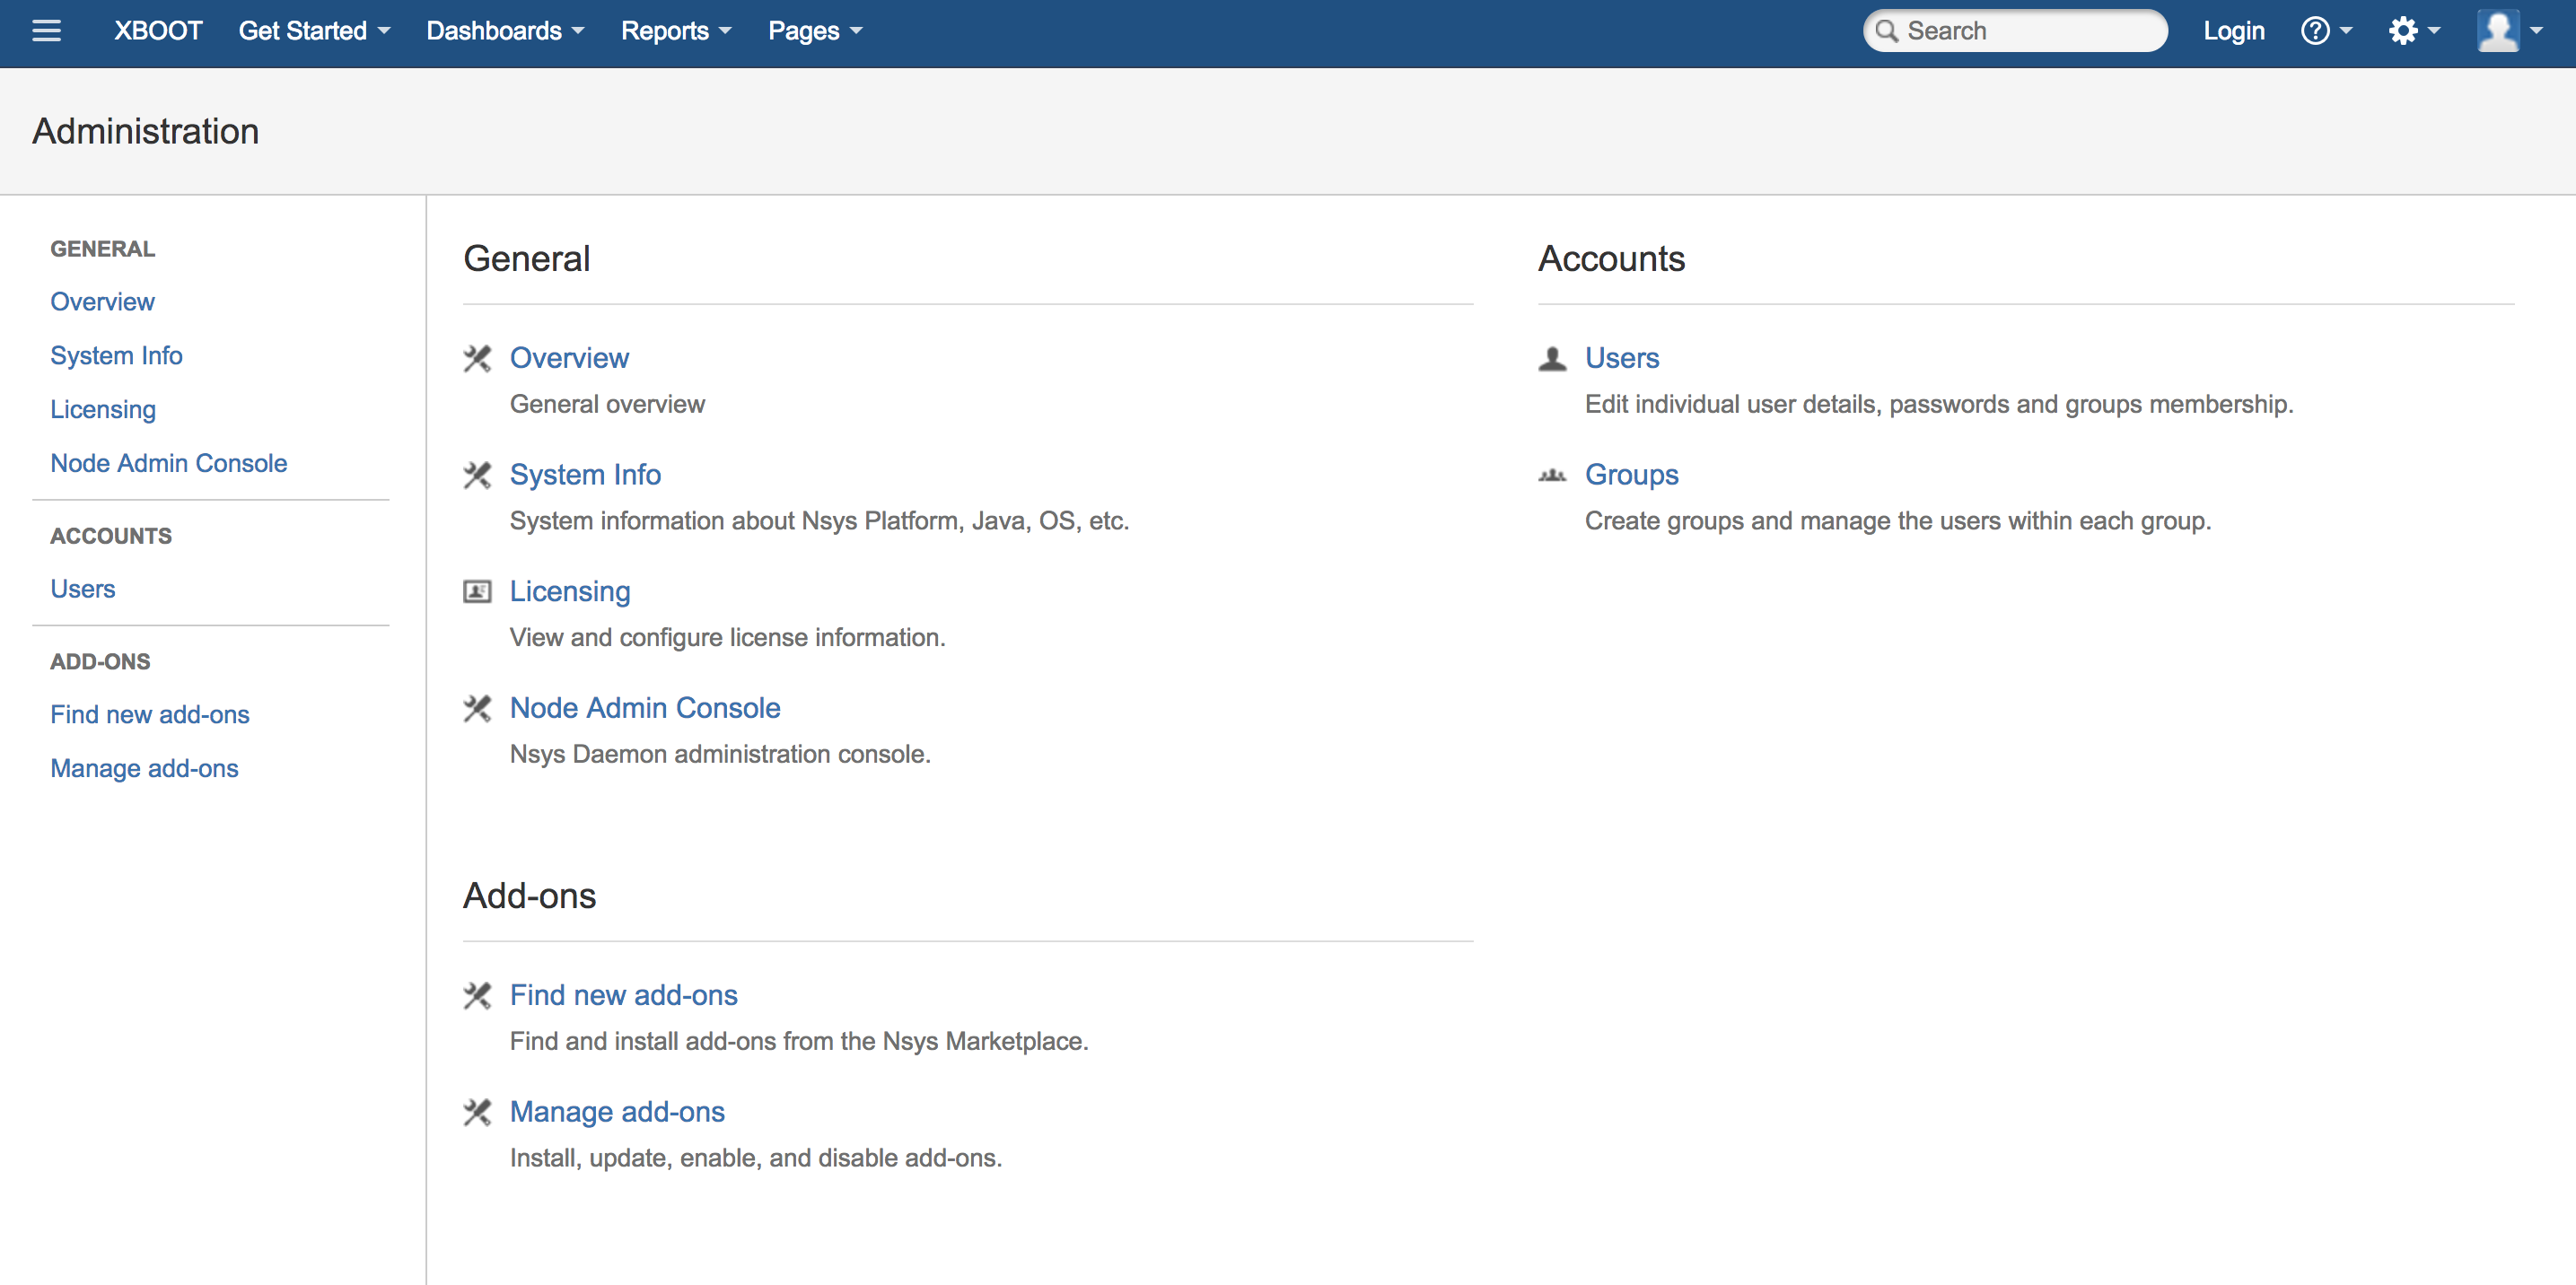 XBOOT Get Started Dashboards Reports Pages Search Login
Administration
GENERAL
Overview
System Info
Licensing
Node Admin Console
ACCOUNTS
Users
ADD-ONS
Find new add-ons
Manage add-ons
General
Overview
General overview
System Info
System information about Nsys Platform, Java, OS, etc.
Licensing
View and configure license information.
Node Admin Console
Nsys Daemon administration console.
Accounts
Users
Edit individual user details, passwords and groups membership.
Groups
Create groups and manage the users within each group.
Add-ons
Find new add-ons
Find and install add-ons from the Nsys Marketplace.
Manage add-ons
Install, update, enable, and disable add-ons.